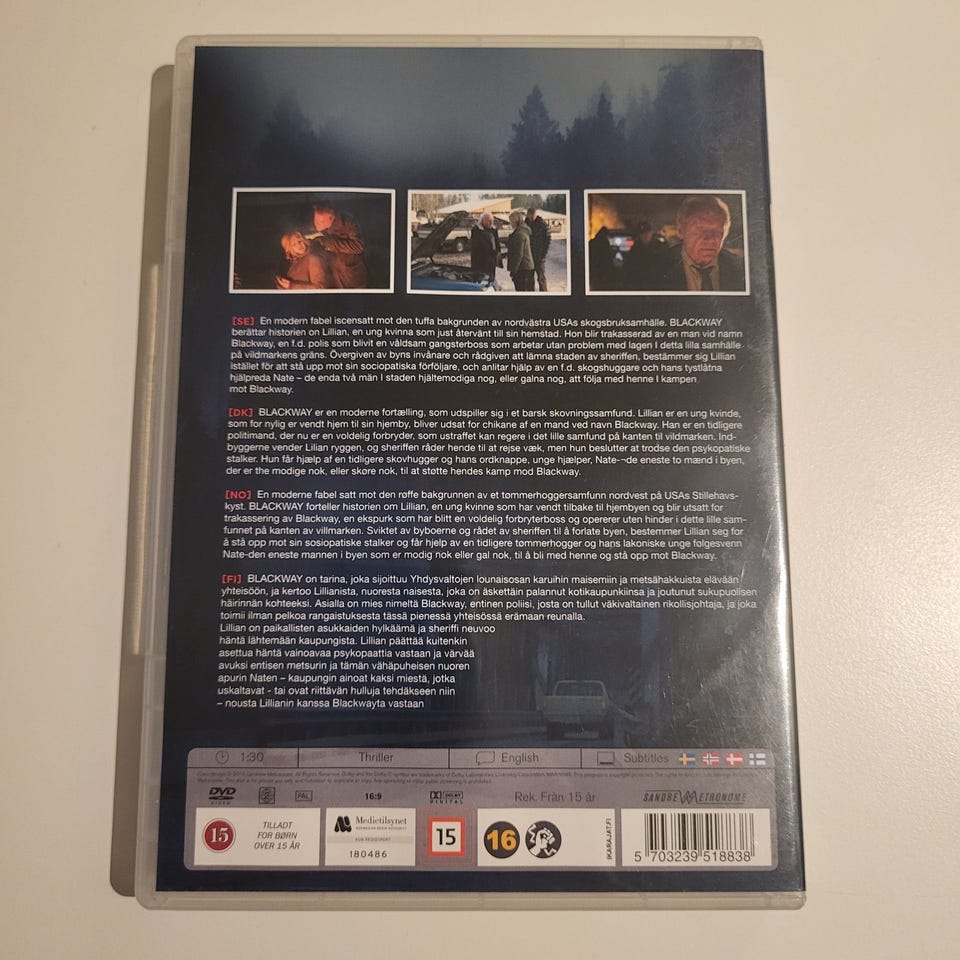 [SE] En modern fabel iscensatt mot den tuffa bakgrunden av nordvästra USAs skogsbruksamhälle. BLACKWAY
berättar historien on Lillian, en ung kvinna som just återvänt till sin hemstad. Hon blir trakasserad av en man vid namn
Blackway, en f.d. polis som blivit en våldsam gangsterboss som arbetar utan problem med lagen I detta lilla samhälle
på vildmarkens gräns. Övergiven av byns invånare och rådgiven att lämna staden av sheriffen, bestämmer sig Lillian
istället för att stå upp mot sin sociopatiska förföljare, och anlitar hjälp av en f.d. skogshuggare och hans tystlåtna
hjälpreda Nate – de enda två män I staden hjältemodiga nog, eller galna nog, att följa med henne I kampen
mot Blackway.
[DK] BLACKWAY er en moderne fortælling, som udspiller sig i et barsk skovningssamfund. Lillian er en ung kvinde,
som for nylig er vendt hjem til sin hjemby, bliver udsat for chikane af en mand ved navn Blackway. Han er en tidligere
politimand, der nu er en voldelig forbryder, som ustraffet kan regere i det lille samfund på kanten til vildmarken. Ind-
byggerne vender Lilian ryggen, og sheriffen råder hende til at rejse væk, men hun beslutter at trodse den psykopatiske
stalker. Hun får hjælp af en tidligere skovhugger og hans ordknappe, unge hjælper, Nate-¬de eneste to mænd i byen,
der er the modige nok, eller skøre nok, til at støtte hendes kamp mod Blackway.
[NO] En moderne fabel satt mot den røffe bakgrunnen av et tømmerhoggersamfunn nordvest på USAs Stillehavs-
kyst. BLACKWAY forteller historien om Lillian, en ung kvinne som har vendt tilbake til hjembyen og blir utsatt for
trakassering av Blackway, en ekspurk som har blitt en voldelig forbryterboss og opererer uten hinder i dette lille sam-
funnet på kanten av villmarken. Sviktet av byboerne og rådet av sheriffen til å forlate byen, bestemmer Lillian seg for
å stå opp mot sin sosiopatiske stalker og får hjelp av en tidligere tømmerhogger og hans lakoniske unge følgesvenn
Nate-den eneste mannen i byen som er modig nok eller gal nok, til å bli med henne og stå opp mot Blackway.
[FI] BLACKWAY on tarina, joka sijoittuu Yhdysvaltojen lounaisosan karuihin maisemiin ja metsähakkuista elävään
yhteisöön, ja kertoo Lillianista, nuoresta naisesta, joka on äskettäin palannut kotikaupunkiinsa ja joutunut sukupuolisen
häirinnän kohteeksi. Asialla on mies nimeltä Blackway, entinen poliisi, josta on tullut väkivaltainen rikollisjohtaja, ja joka
toimii ilman pelkoa rangaistuksesta tässä pienessä yhteisössä erämaan reunalla.
Lillian on paikallisten asukkaiden hylkäämä ja sheriffi neuvoo
häntä lähtemään kaupungista. Lillian päättää kuitenkin
asettua häntä vainoavaa psykopaattia vastaan ja värvää
avuksi entisen metsurin ja tämän vähäpuheisen nuoren
apurin Naten – kaupungin ainoat kaksi miestä, jotka
uskaltavat - tai ovat riittävän hulluja tehdäkseen niin
– nousta Lillianin kanssa Blackwayta vastaan
1:30 Thriller English Subtitles
DVD VIDEO 2 PAL 16:9 DOLBY DIGITAL Rek. Från 15 år SANDREW METRONOME
15 TILLADT FOR BØRN OVER 15 ÅR
Medietilsynet
180486
15
16
IKARAJAT.FI
5 703239 518838